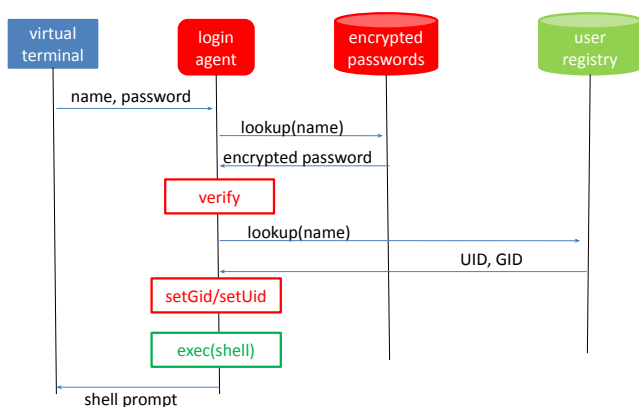 virtual
terminal
login
agent
encrypted
passwords
user
registry
name, password
lookup(name)
encrypted password
verify
lookup(name)
UID, GID
setGid/setUid
exec(shell)
shell prompt